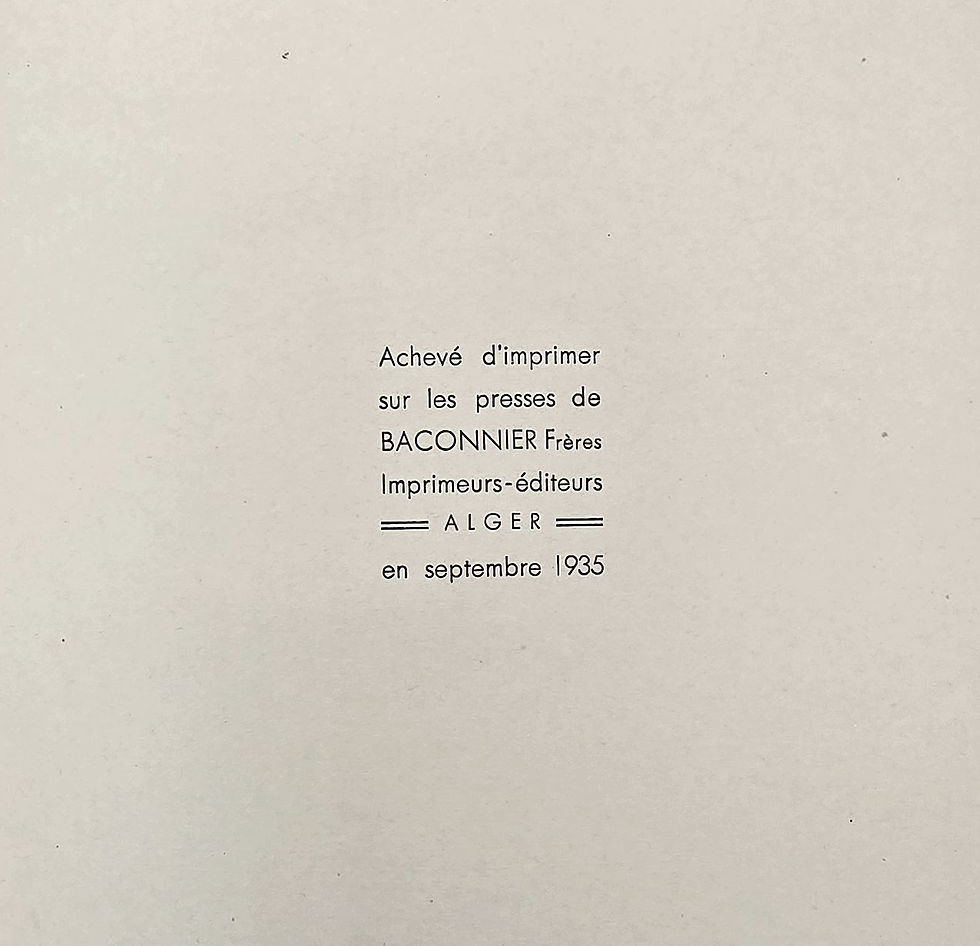 Achevé d'imprimer
sur les presses de
BACONNIER Frères
Imprimeurs-éditeurs
ALGER
en septembre 1935